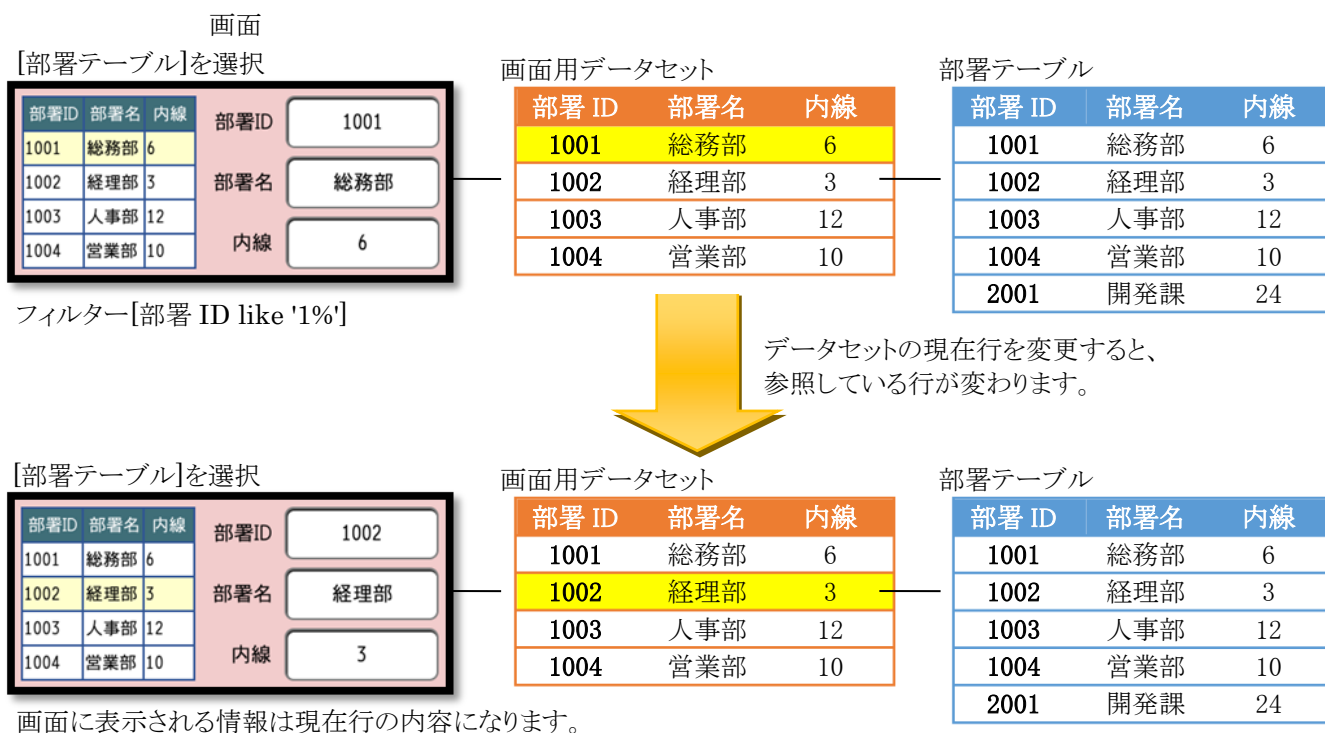 画面
[部署テーブル]を選択
部署ID 部署名 内線
1001 総務部 6
1002 経理部 3
1003 人事部 12
1004 営業部 10
部署ID 1001
部署名 総務部
内線 6
フィルター[部署 ID like '1%']
画面用データセット
部署 ID 部署名 内線
1001 総務部 6
1002 経理部 3
1003 人事部 12
1004 営業部 10
部署テーブル
部署 ID 部署名 内線
1001 総務部 6
1002 経理部 3
1003 人事部 12
1004 営業部 10
2001 開発課 24
データセットの現在行を変更すると、
参照している行が変わります。
[部署テーブル]を選択
部署ID 部署名 内線
1001 総務部 6
1002 経理部 3
1003 人事部 12
1004 営業部 10
部署ID 1002
部署名 経理部
内線 3
画面に表示される情報は現在行の内容になります。
画面用データセット
部署 ID 部署名 内線
1001 総務部 6
1002 経理部 3
1003 人事部 12
1004 営業部 10
部署テーブル
部署 ID 部署名 内線
1001 総務部 6
1002 経理部 3
1003 人事部 12
1004 営業部 10
2001 開発課 24